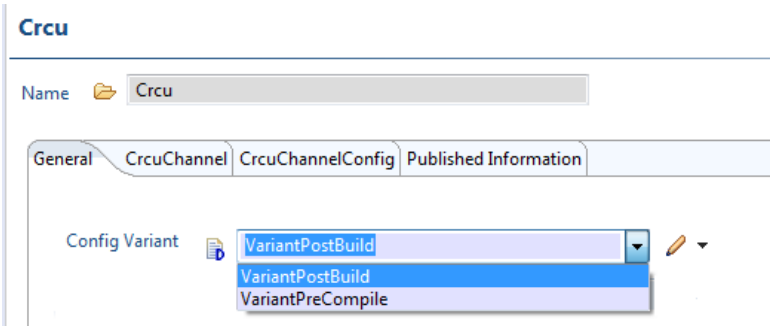 Crcu
Name Crcu
General CrcuChannel CrcuChannelConfig Published Information
Config Variant VariantPostBuild
VariantPostBuild
VariantPreCompile